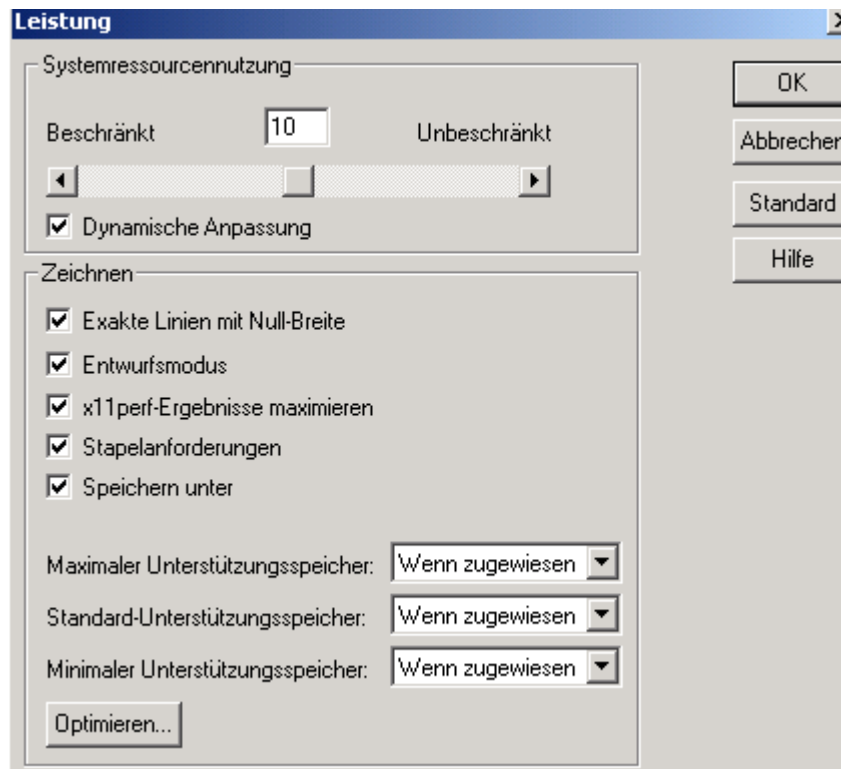 Leistung
Systemressourcennutzung
Beschränkt 10 Unbeschränkt
Dynamische Anpassung
Zeichnen
Exakte Linien mit Null-Breite
Entwurfsmodus
x11perf-Ergebnisse maximieren
Stapelanforderungen
Speichern unter
Maximaler Unterstützungsspeicher: Wenn zugewiesen
Standard-Unterstützungsspeicher: Wenn zugewiesen
Minimaler Unterstützungsspeicher: Wenn zugewiesen
Optimieren...
OK
Abbrechen
Standard
Hilfe